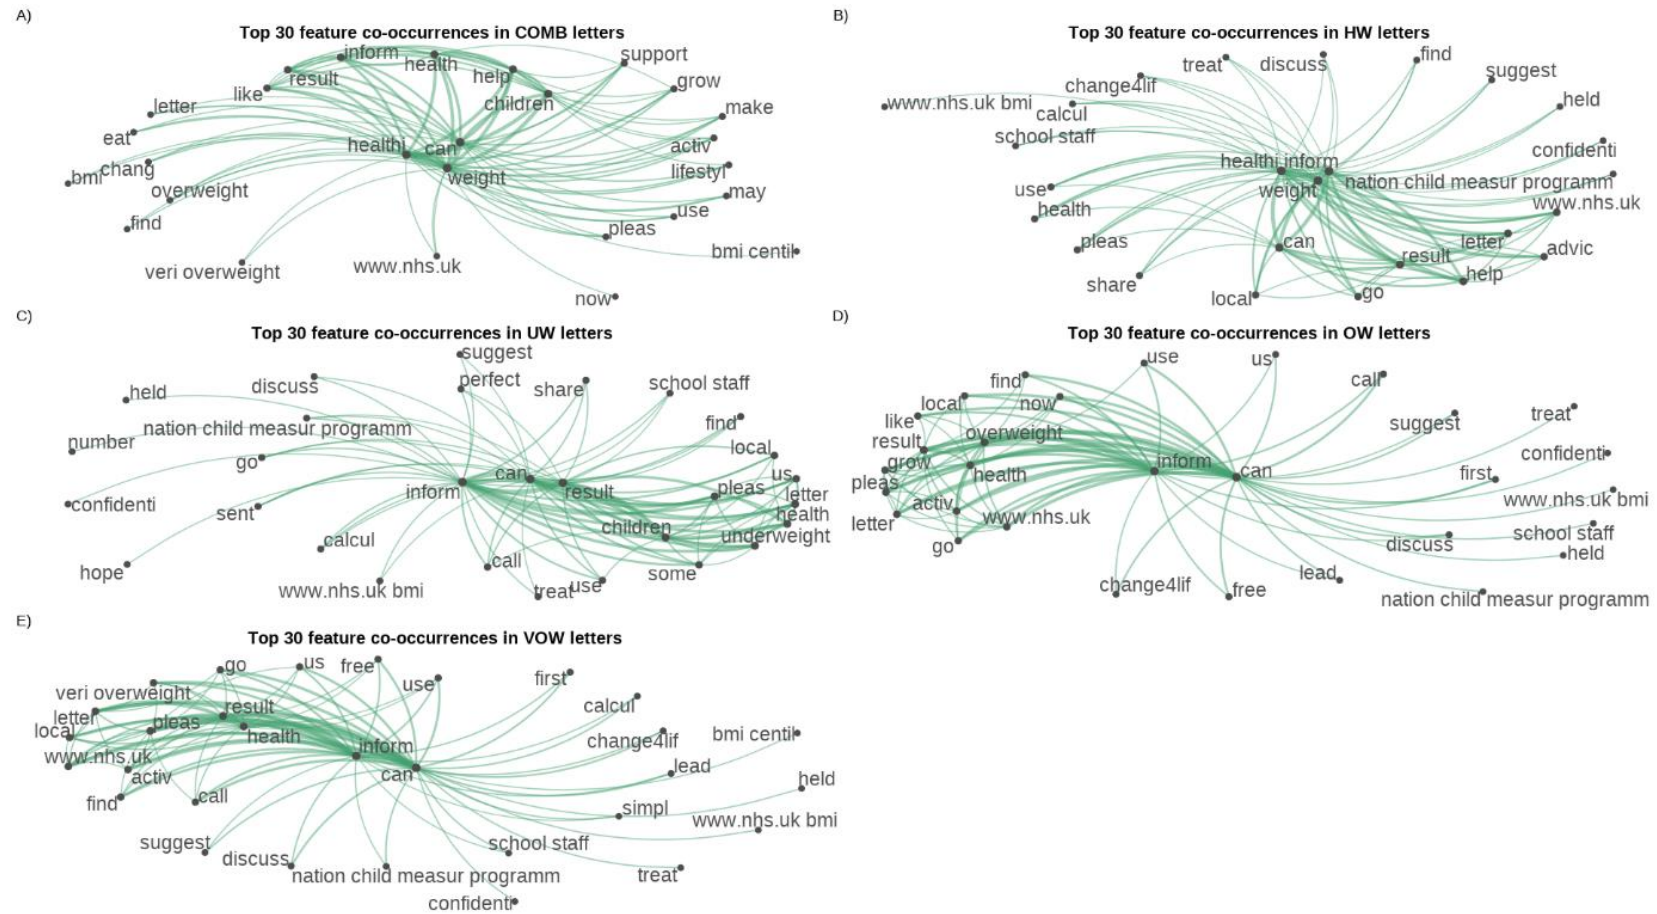 A)
Top 30 feature co-occurrences in COMB letters
inform
health
support
result
help
grow
like
children
letter
make
eat
healthi
can
activ
chang
bmi
weight
lifestyl
overweight
may
find
use
pleas
bmi centil
veri overweight
www.nhs.uk
now
B)
Top 30 feature co-occurrences in HW letters
treat
discuss
find
suggest
change4lif
www.nhs.uk bmi
calcul
held
school staff
confidenti
healthi
inform
weight
nation child measur programm
use
www.nhs.uk
health
pleas
can
letter
advic
result
help
share
local
go
C)
Top 30 feature co-occurrences in UW letters
suggest
perfect
held
discuss
share
school staff
nation child measur programm
find
number
local
go
can
us
inform
result
pleas
letter
confidenti
sent
health
children
underweight
calcul
call
hope
some
www.nhs.uk bmi
treat
use
D)
Top 30 feature co-occurrences in OW letters
use
us
find
call
local
now
like
suggest
treat
result
overweight
grow
inform
can
confidenti
pleas
health
first
activ
www.nhs.uk bmi
letter
www.nhs.uk
school staff
go
discuss
held
change4lif
free
lead
nation child measur programm
E)
Top 30 feature co-occurrences in VOW letters
go
us
free
first
veri overweight
use
calcul
letter
result
local
pleas
health
change4lif
bmi centil
inform
www.nhs.uk
can
lead
activ
held
find
call
simpl
www.nhs.uk bmi
suggest
school staff
discuss
nation child measur programm
treat
confidenti